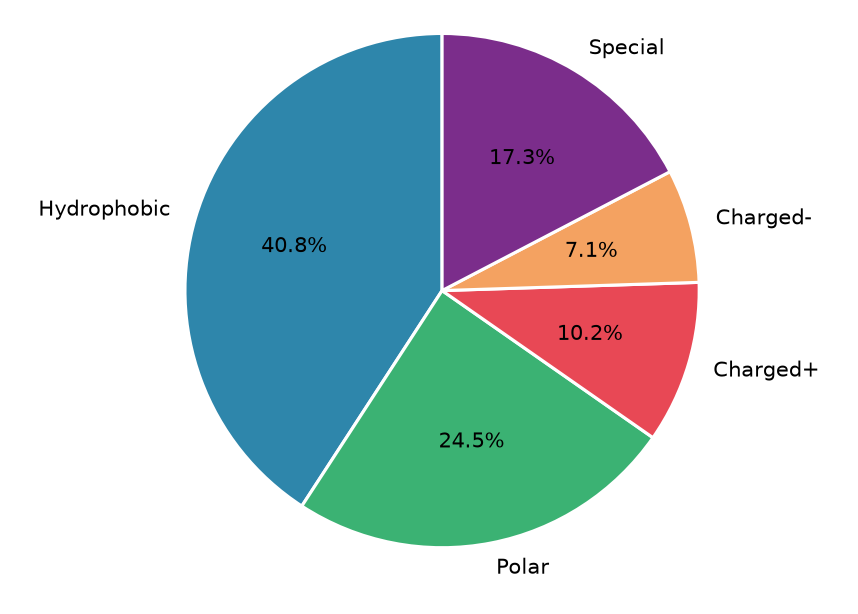 Special
17.3%
Hydrophobic
Charged-
40.8%
7.1%
10.2%
Charged+
24.5%
Polar